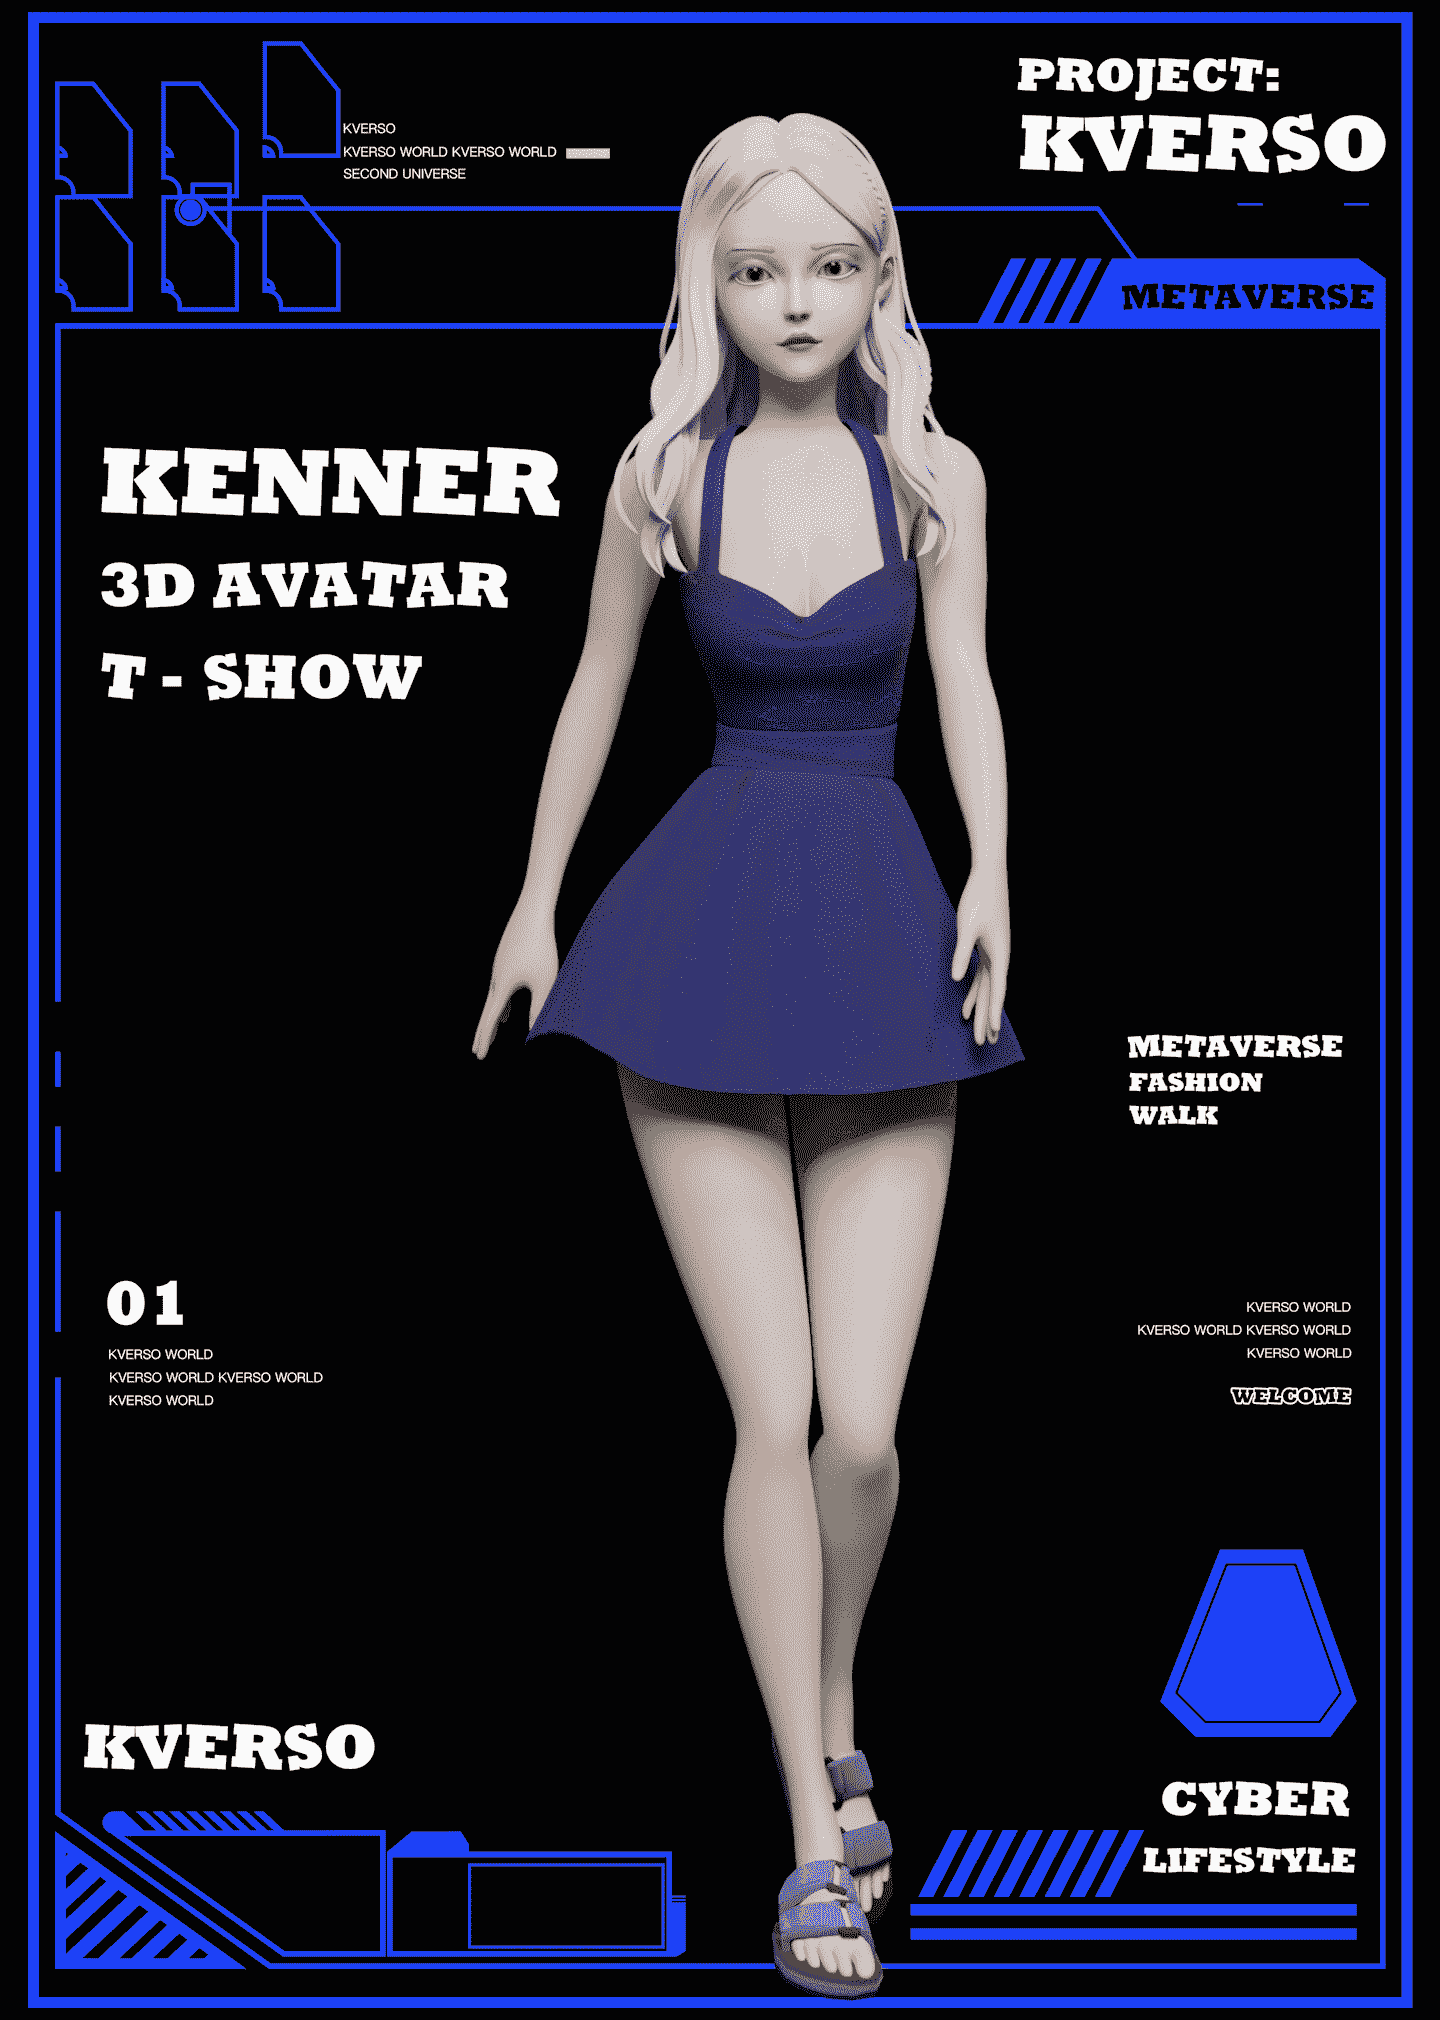 PROJECT:
KVERSO
KVERSO
KVERSO WORLD KVERSO WORLD
SECOND UNIVERSE
METAVERSE
KENNER
3D AVATAR
T - SHOW
METAVERSE
FASHION
WALK
01
KVERSO WORLD
KVERSO WORLD KVERSO WORLD
KVERSO WORLD
KVERSO WORLD
KVERSO WORLD KVERSO WORLD
KVERSO WORLD
WELCOME
KVERSO
CYBER
LIFESTYLE